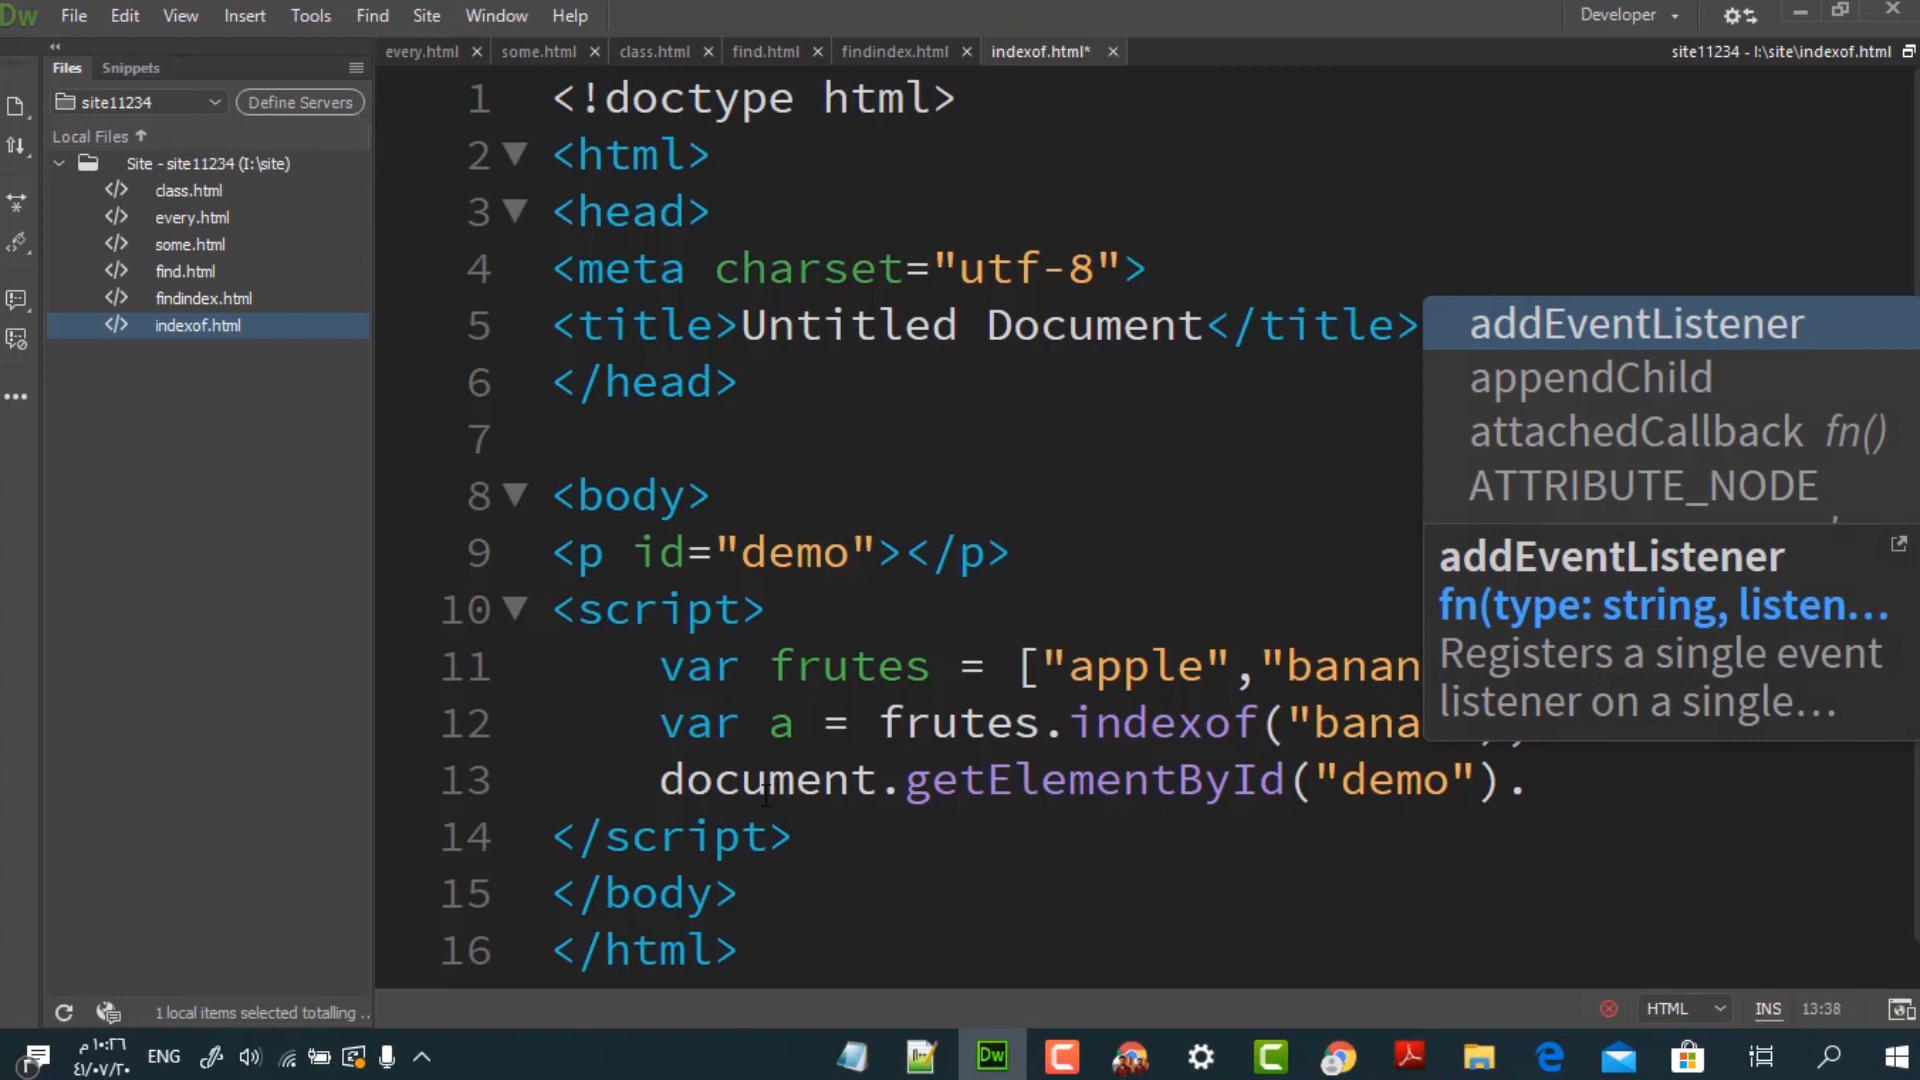 Dw File Edit View Insert Tools Find Site Window Help Developer
every.html some.html class.html find.html findindex.html indexof.html* site11234 - I:\site\indexof.html
Files Snippets
site11234 Define Servers
Local Files
Site - site11234 (I:\site)
class.html
every.html
some.html
find.html
findindex.html
indexof.html
1 <!doctype html>
2 <html>
3 <head>
4 <meta charset="utf-8">
5 <title>Untitled Document</title>
6 </head>
7
8 <body>
9 <p id="demo"></p>
10 <script>
11 var frutes = ["apple","banan
12 var a = frutes.indexof("bana
13 document.getElementById("demo").
14 </script>
15 </body>
16 </html>
addEventListener
appendChild
attachedCallback fn()
ATTRIBUTE_NODE
addEventListener
fn(type: string, listen...
Registers a single event
listener on a single...
1 local items selected totalling ..
HTML INS 13:38
ENG
١٠:٢٦ م
٤١/٠٧/٢٠
Dw